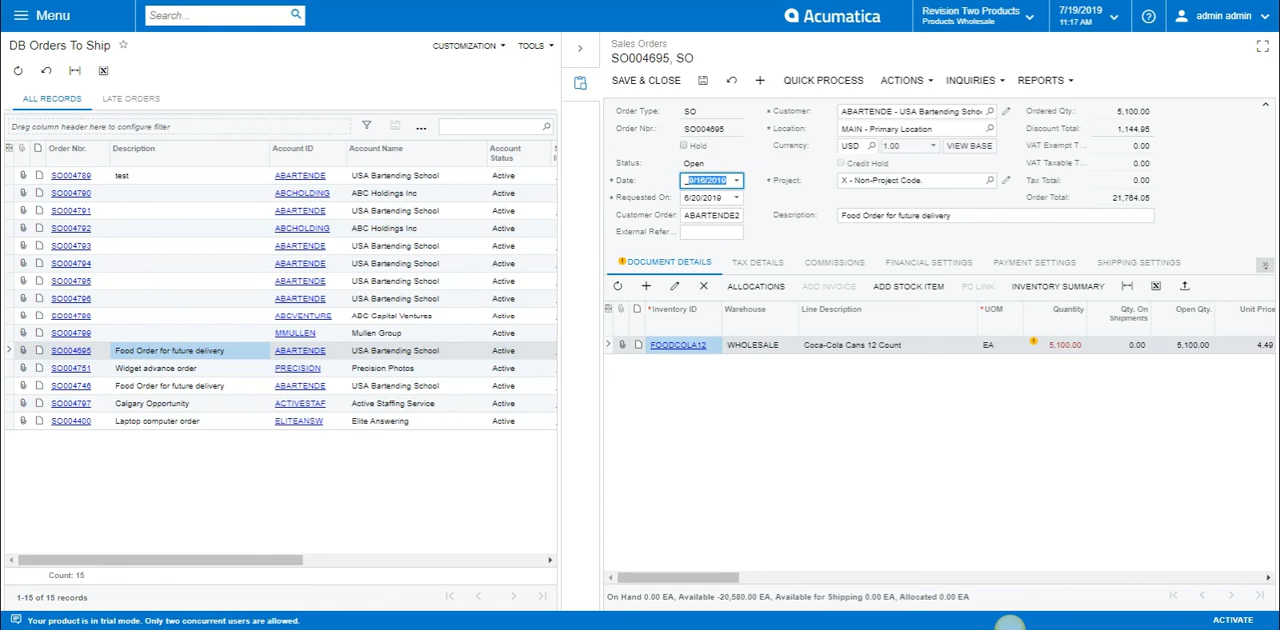 Menu
Search...
Acumatica
Revision Two Products
Products Wholesale
7/19/2019
11:17 AM
admin admin
DB Orders To Ship
CUSTOMIZATION
TOOLS
ALL RECORDS
LATE ORDERS
Drag column header here to configure filter
Order Nbr. Description Account ID Account Name Account Status
SO004789 test ABARTENDE USA Bartending School Active
SO004790 ABCHOLDING ABC Holdings Inc Active
SO004791 ABARTENDE USA Bartending School Active
SO004792 ABCHOLDING ABC Holdings Inc Active
SO004793 ABARTENDE USA Bartending School Active
SO004794 ABARTENDE USA Bartending School Active
SO004795 ABARTENDE USA Bartending School Active
SO004796 ABARTENDE USA Bartending School Active
SO004798 ABCVENTURE ABC Capital Ventures Active
SO004799 MMULLEN Mullen Group Active
SO004695 Food Order for future delivery ABARTENDE USA Bartending School Active
SO004751 Widget advance order PRECISION Precision Photos Active
SO004746 Food Order for future delivery ABARTENDE USA Bartending School Active
SO004797 Calgary Opportunity ACTIVESTAF Active Staffing Service Active
SO004400 Laptop computer order ELITEANSW Elite Answering Active
Count: 15
1-15 of 15 records
Sales Orders
SO004695, SO
SAVE & CLOSE QUICK PROCESS ACTIONS INQUIRIES REPORTS
Order Type: SO * Customer: ABARTENDE - USA Bartending Schoo Ordered Qty.: 5,100.00
Order Nbr.: SO004695 * Location: MAIN - Primary Location Discount Total: 1,144.95
Hold Currency: USD 1.00 VIEW BASE VAT Exempt T... 0.00
Status: Open Credit Hold VAT Taxable T... 0.00
* Date: 9/16/2019 * Project: X - Non-Project Code. Tax Total: 0.00
* Requested On: 6/20/2019 Order Total: 21,764.05
Customer Order: ABARTENDE2 Description: Food Order for future delivery
External Refer...
DOCUMENT DETAILS TAX DETAILS COMMISSIONS FINANCIAL SETTINGS PAYMENT SETTINGS SHIPPING SETTINGS
ALLOCATIONS ADD INVOICE ADD STOCK ITEM PO LINK INVENTORY SUMMARY
* Inventory ID Warehouse Line Description * UOM Quantity Qty. On Shipments Open Qty. Unit Price
FOODCOLA12 WHOLESALE Coca-Cola Cans 12 Count EA 5,100.00 0.00 5,100.00 4.49
On Hand 0.00 EA, Available -20,580.00 EA, Available for Shipping 0.00 EA, Allocated 0.00 EA
Your product is in trial mode. Only two concurrent users are allowed.
ACTIVATE